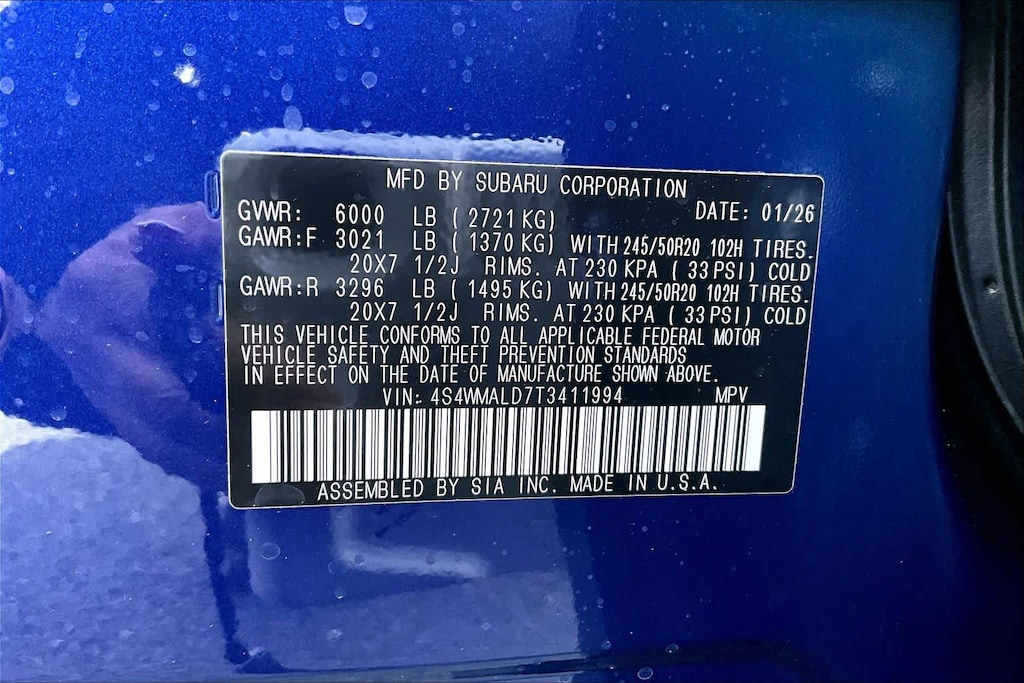 MFD BY SUBARU CORPORATION
GVWR: 6000 LB ( 2721 KG) DATE: 01/26
GAWR:F 3021 LB ( 1370 KG) WITH 245/50R20 102H TIRES.
20X7 1/2J RIMS. AT 230 KPA ( 33 PSI) COLD
GAWR:R 3296 LB ( 1495 KG) WITH 245/50R20 102H TIRES.
20X7 1/2J RIMS. AT 230 KPA ( 33 PSI) COLD
THIS VEHICLE CONFORMS TO ALL APPLICABLE FEDERAL MOTOR
VEHICLE SAFETY AND THEFT PREVENTION STANDARDS
IN EFFECT ON THE DATE OF MANUFACTURE SHOWN ABOVE.
VIN: 4S4WMALD7T3411994 MPV
ASSEMBLED BY SIA INC. MADE IN U.S.A.